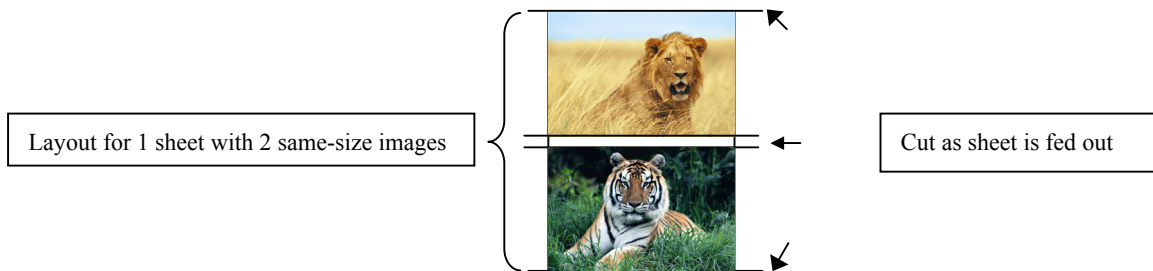 Layout for 1 sheet with 2 same-size images
Cut as sheet is fed out